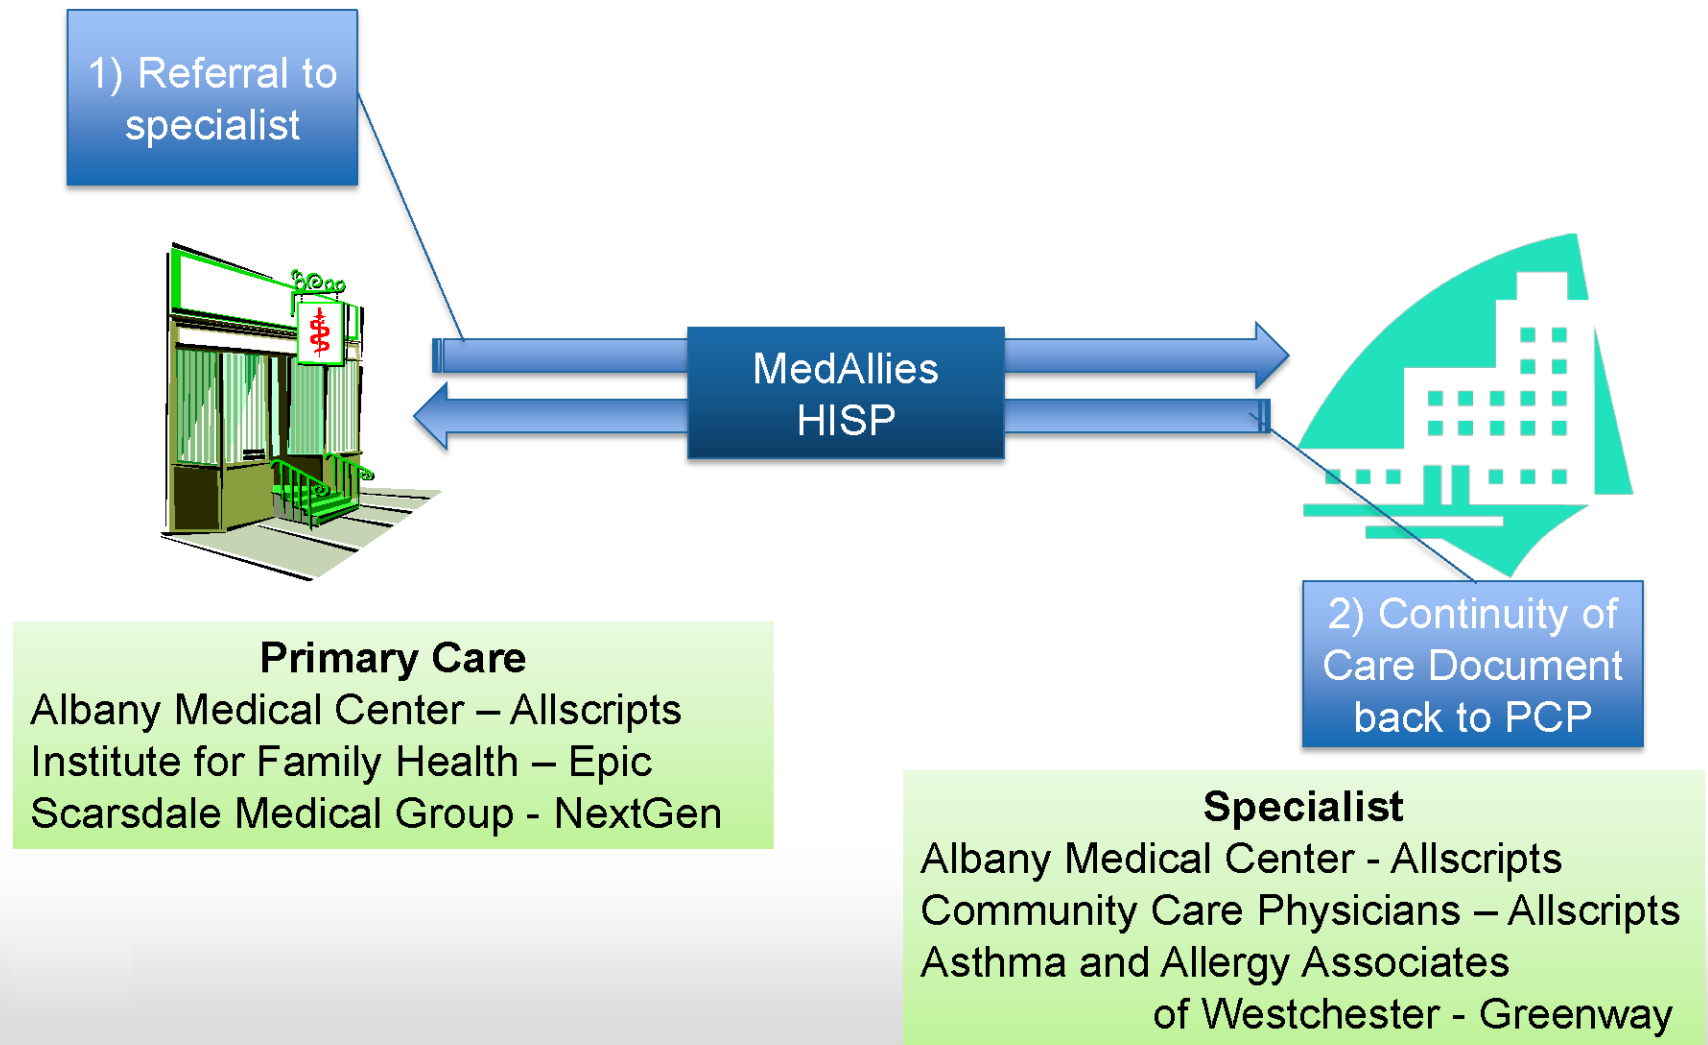 1) Referral to
specialist
MedAllies
HISP
2) Continuity of
Care Document
back to PCP
Primary Care
Albany Medical Center – Allscripts
Institute for Family Health – Epic
Scarsdale Medical Group - NextGen
Specialist
Albany Medical Center - Allscripts
Community Care Physicians – Allscripts
Asthma and Allergy Associates
of Westchester - Greenway